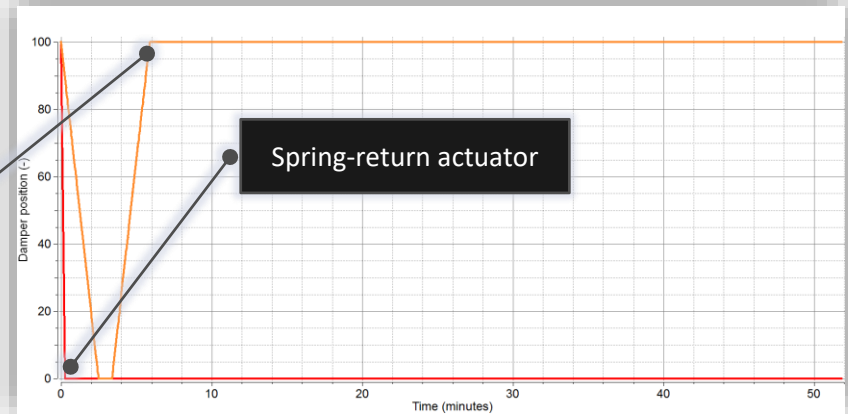 100
80
60
40
20
0
Damper position (-)
Spring-return actuator
0 10 20 30 40 50
Time (minutes)